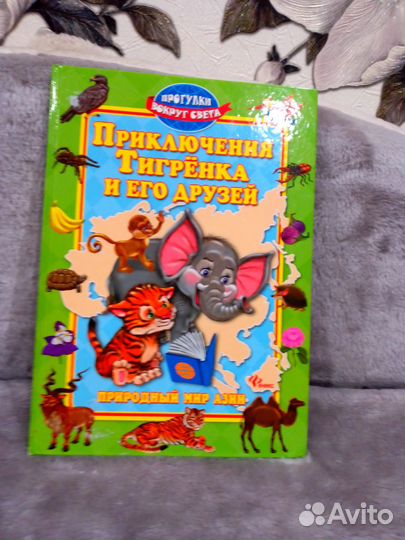 ПРОГУЛКИ
ВОКРУГ СВЕТА
ПРИКЛЮЧЕНИЯ
ТИГРЁНКА
И ЕГО ДРУЗЕЙ
ПРИРОДНЫЙ МИР АЗИИ
Avito